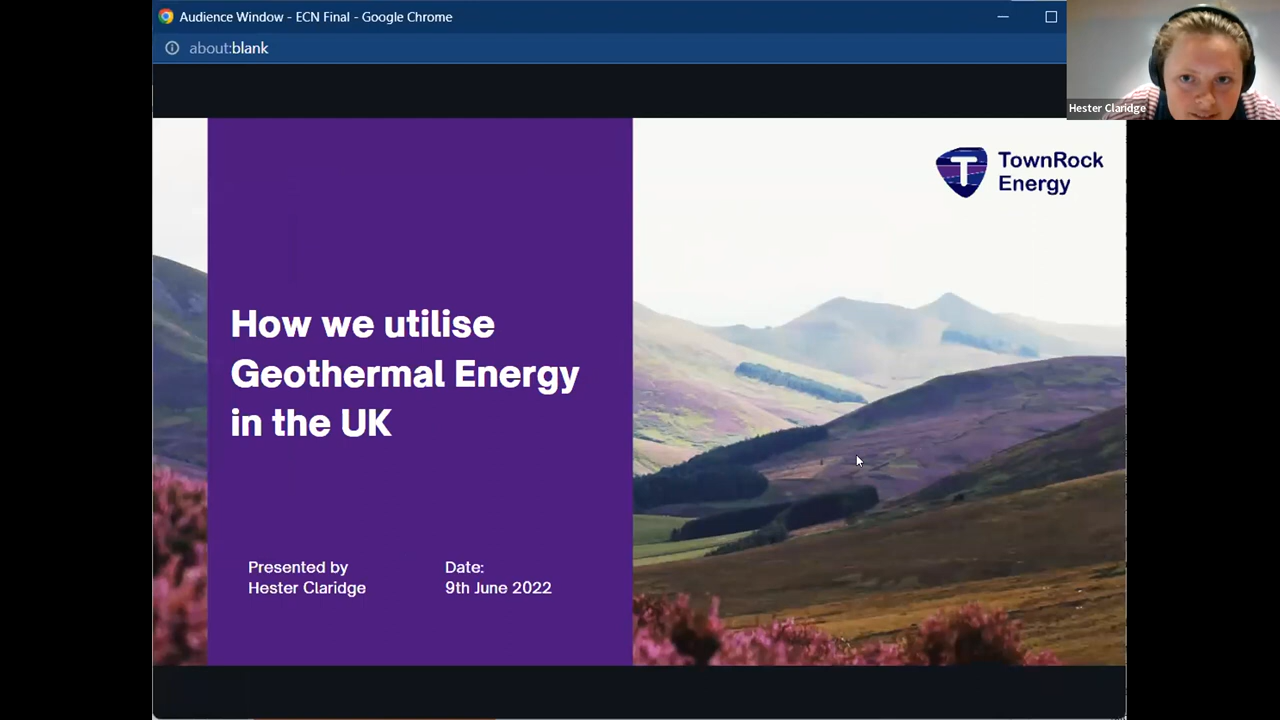 Audience Window - ECN Final - Google Chrome
about:blank
Hester Claridge
TownRock
Energy
How we utilise
Geothermal Energy
in the UK
Presented by
Hester Claridge
Date:
9th June 2022